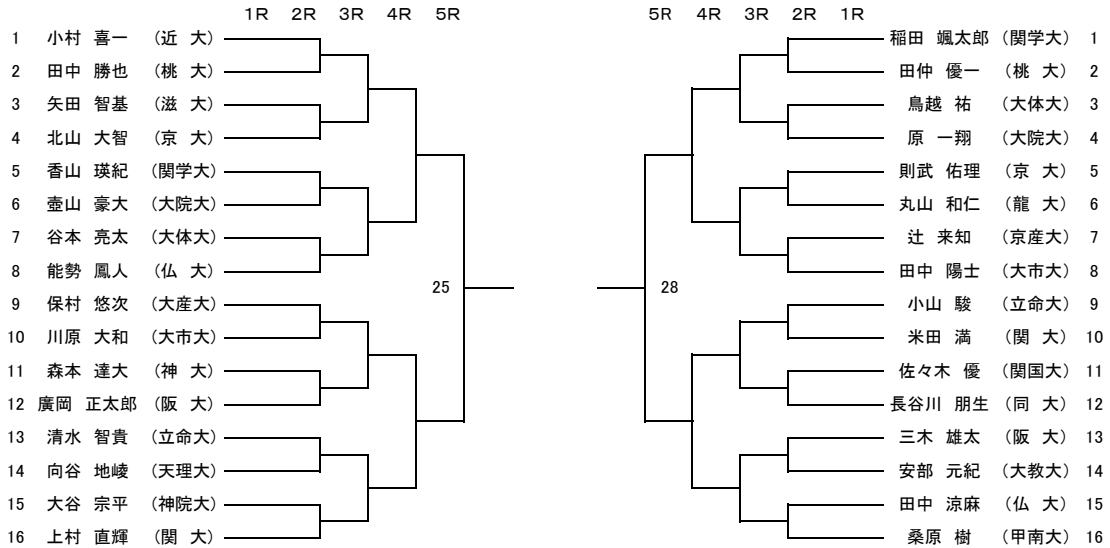 1R 2R 3R 4R 5R
1 小村 喜一 (近 大)
2 田中 勝也 (桃 大)
3 矢田 智基 (滋 大)
4 北山 大智 (京 大)
5 香山 瑛紀 (関学大)
6 壷山 豪大 (大院大)
7 谷本 亮太 (大体大)
8 能勢 鳳人 (仏 大)
9 保村 悠次 (大産大)
10 川原 大和 (大市大)
11 森本 達大 (神 大)
12 廣岡 正太郎 (阪 大)
13 清水 智貴 (立命大)
14 向谷 地崚 (天理大)
15 大谷 宗平 (神院大)
16 上村 直輝 (関 大)
25
5R 4R 3R 2R 1R
稲田 颯太郎 (関学大) 1
田仲 優一 (桃 大) 2
鳥越 祐 (大体大) 3
原 一翔 (大院大) 4
則武 佑理 (京 大) 5
丸山 和仁 (龍 大) 6
辻 来知 (京産大) 7
田中 陽士 (大市大) 8
小山 駿 (立命大) 9
米田 満 (関 大) 10
佐々木 優 (関国大) 11
長谷川 朋生 (同 大) 12
三木 雄太 (阪 大) 13
安部 元紀 (大教大) 14
田中 涼麻 (仏 大) 15
桑原 樹 (甲南大) 16
28